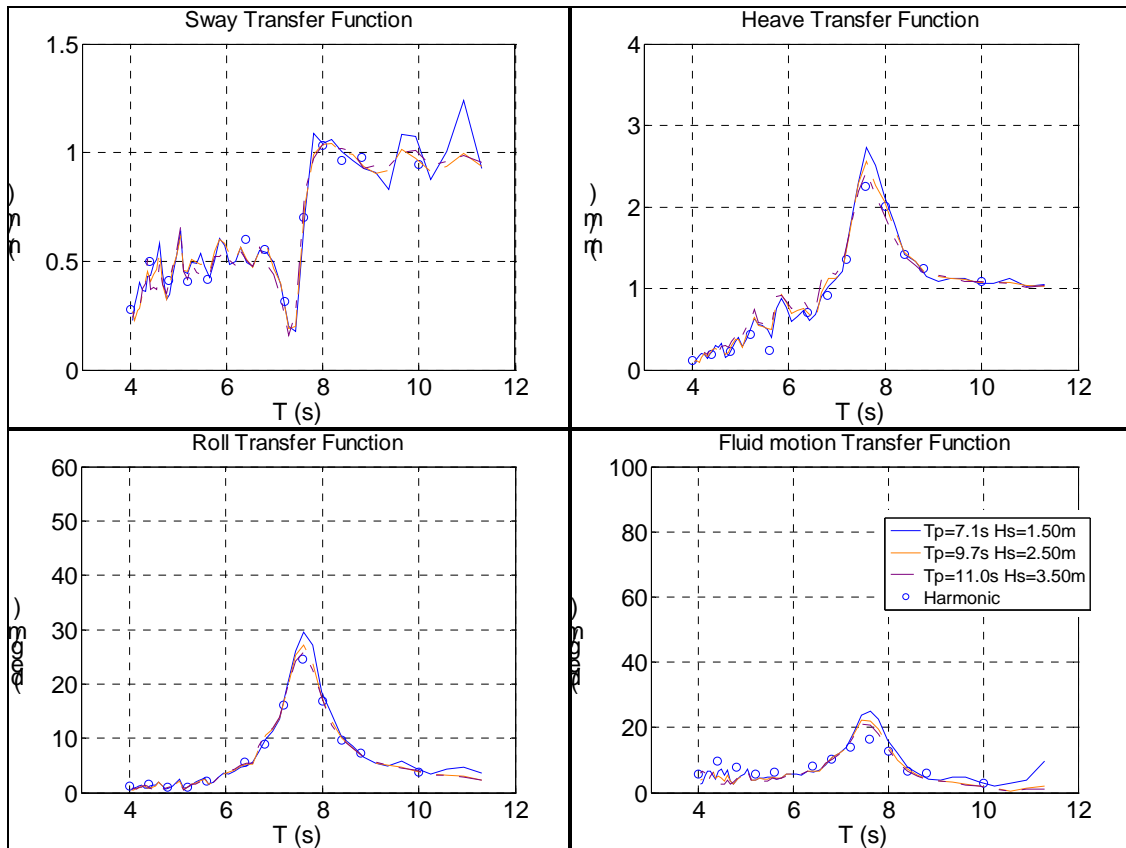 Sway Transfer Function
1.5
1
0.5
0
4 6 8 10 12
T (s)
Heave Transfer Function
4
3
2
1
0
4 6 8 10 12
T (s)
Roll Transfer Function
60
50
40
30
20
10
0
4 6 8 10 12
T (s)
Fluid motion Transfer Function
100
80
60
40
20
0
4 6 8 10 12
T (s)
Tp=7.1s Hs=1.50m
Tp=9.7s Hs=2.50m
Tp=11.0s Hs=3.50m
Harmonic